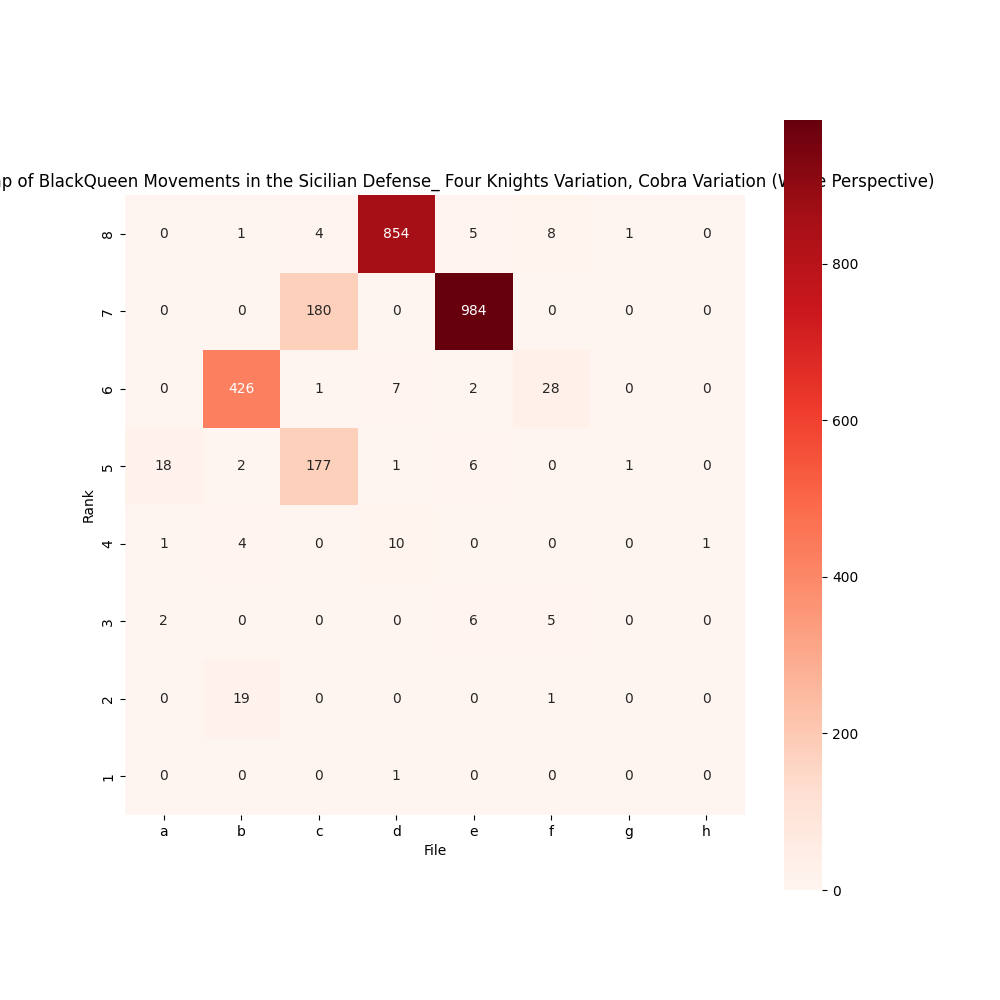 of BlackQueen Movements in the Sicilian Defense_ Four Knights Variation, Cobra Variation Perspective)
8 0 1 4 854 5 8 1 0
800
7 0 0 180 0 984 0 0 0
6 0 426 1 7 2 28 0 0
600
5 18 2 177 1 6 0 1 0
Rank
4 1 4 0 10 0 0 0 1
400
3 2 0 0 0 6 5 0 0
2 0 19 0 0 0 1 0 0
200
1 0 0 0 1 0 0 0 0
a b c d e f g h
File
0